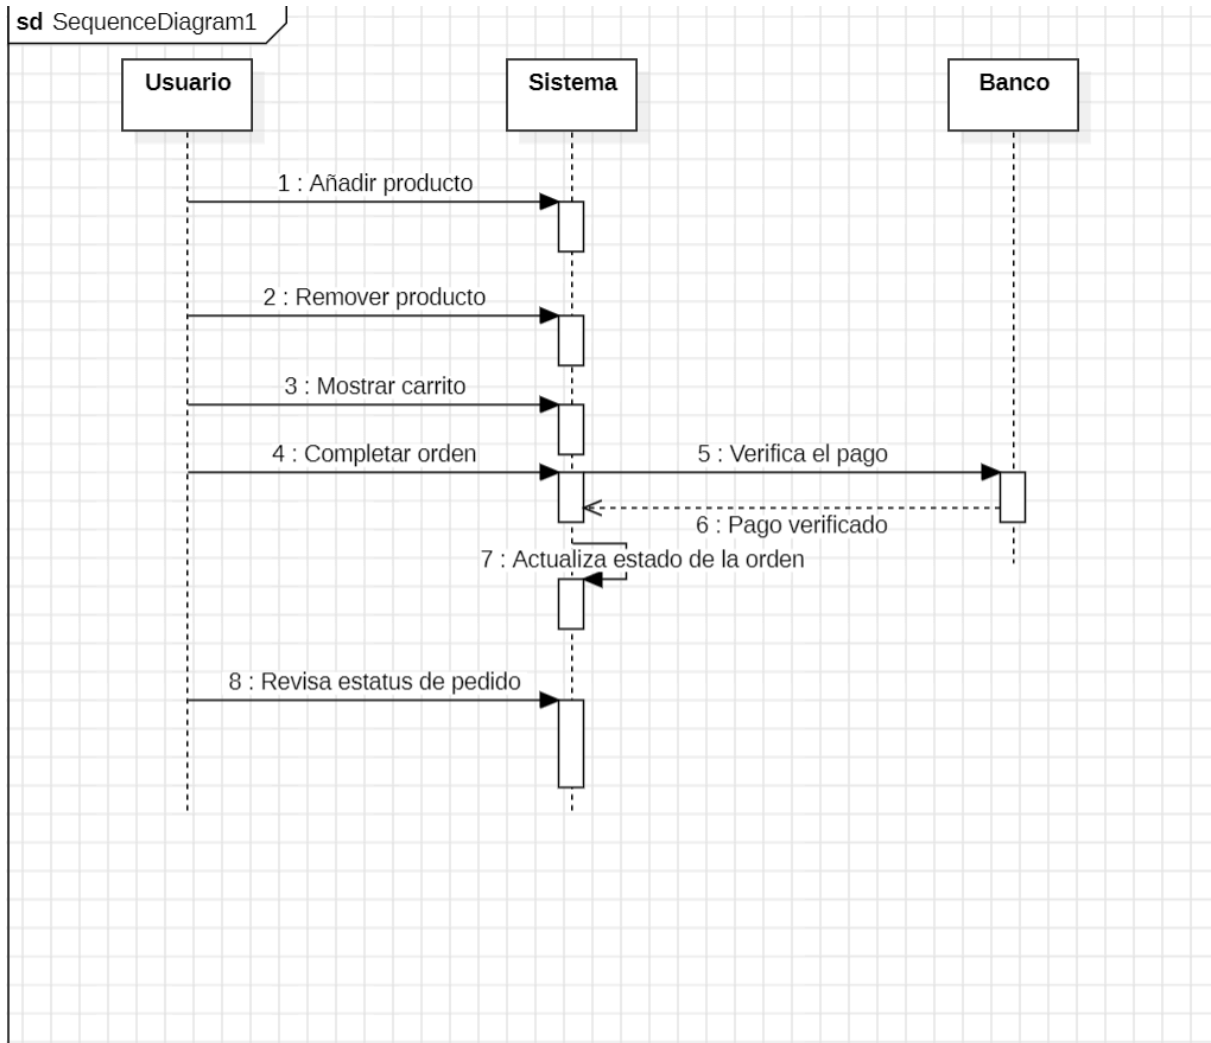 sd SequenceDiagram1
Usuario
Sistema
Banco
1 : Añadir producto
2 : Remover producto
3 : Mostrar carrito
4 : Completar orden
5 : Verifica el pago
6 : Pago verificado
7 : Actualiza estado de la orden
8 : Revisa estatus de pedido